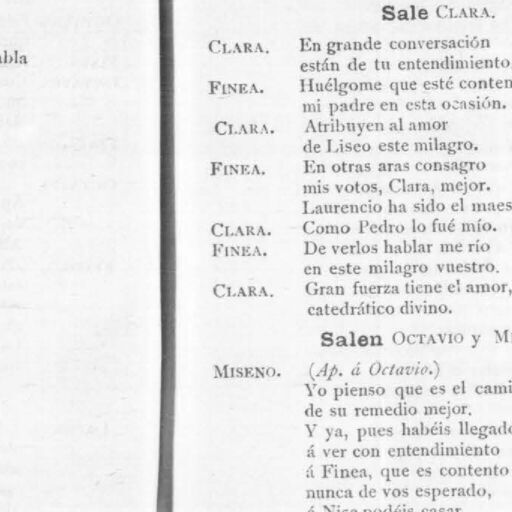 abla
Sale CLARA.
CLARA. En grande conversación
están de tu entendimiento
FINEA. Huélgome que esté conten
mi padre en esta ocasión.
CLARA. Atribuyen al amor
de Liseo este milagro.
FINEA. En otras aras consagro
mis votos, Clara, mejor.
Laurencio ha sido el maes
CLARA. Como Pedro lo fué mío.
FINEA. De verlos hablar me río
en este milagro vuestro.
CLARA. Gran fuerza tiene el amor,
catedrático divino.
Salen OCTAVIO y MI
MISENO. (Ap. á Octavio.)
Yo pienso que es el cami
de su remedio mejor.
Y ya, pues habéis llegado
á ver con entendimiento
á Finea, que es contento
nunca de vos esperado,
á Nise podéis casar